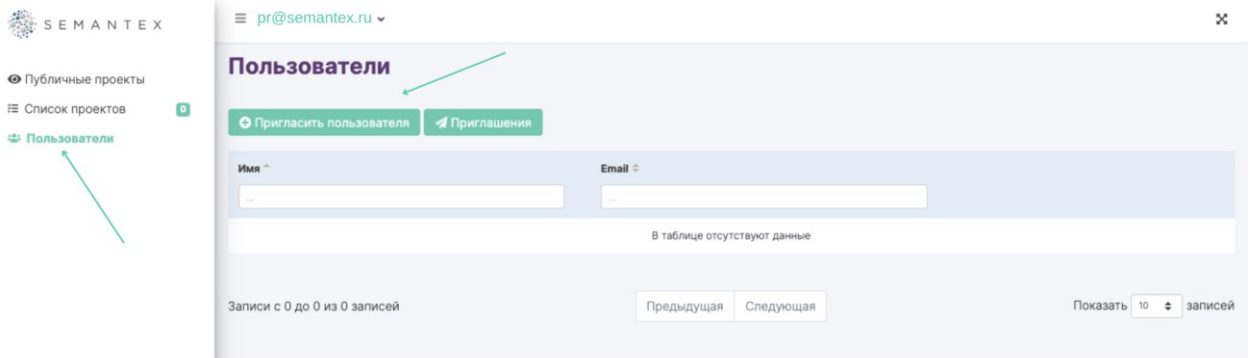 SEMANTEX
pr@semantex.ru
Публичные проекты
Список проектов 0
Пользователи
Пользователи
Пригласить пользователя Приглашения
Имя Email
... ...
В таблице отсутствуют данные
Записи с 0 до 0 из 0 записей Предыдущая Следующая Показать 10 записей